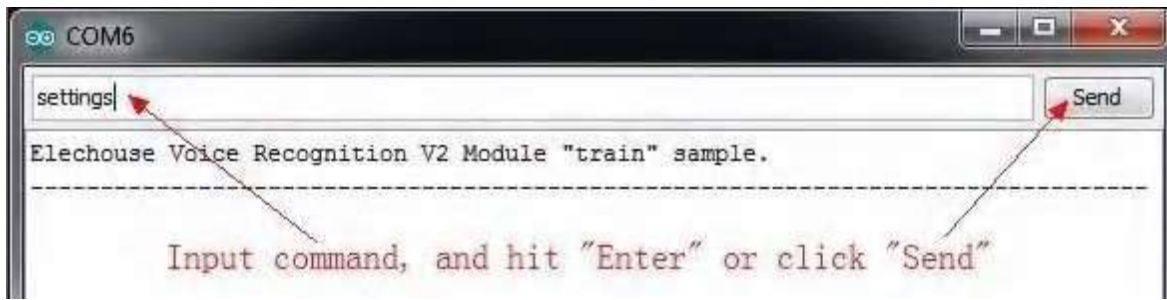 COM6
settings
Send
Elechouse Voice Recognition V2 Module "train" sample.
--------------------------------------------------------------------------------
Input command, and hit "Enter" or click "Send"